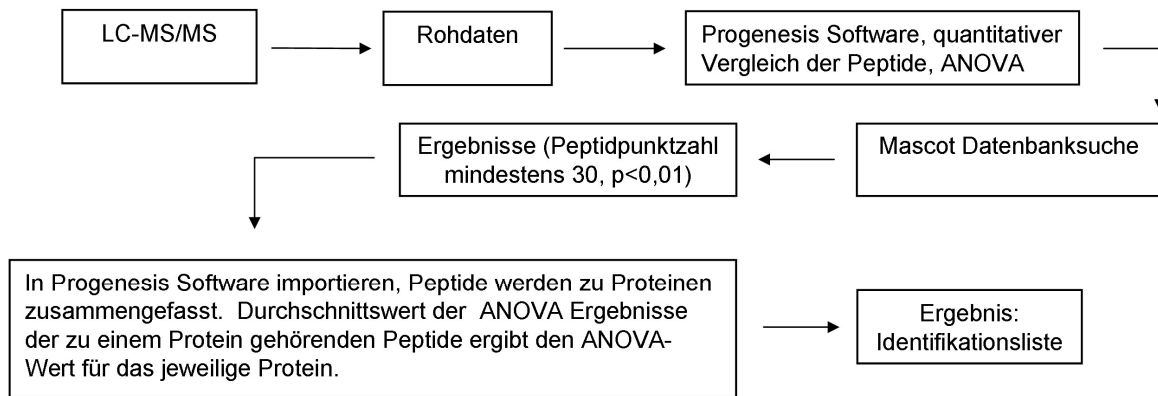 LC-MS/MS
Rohdaten
Progenesis Software, quantitativer
Vergleich der Peptide, ANOVA
Mascot Datenbanksuche
Ergebnisse (Peptidpunktzahl
mindestens 30, p<0,01)
In Progenesis Software importieren, Peptide werden zu Proteinen
zusammengefasst. Durchschnittswert der ANOVA Ergebnisse
der zu einem Protein gehörenden Peptide ergibt den ANOVA-
Wert für das jeweilige Protein.
Ergebnis:
Identifikationsliste